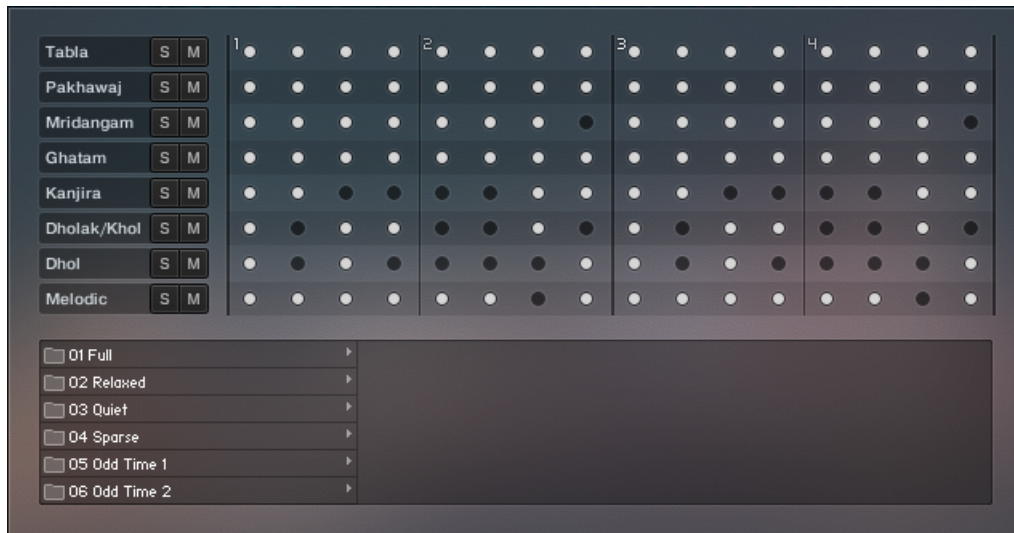 1 2 3 4
Tabla S M
Pakhawaj S M
Mridangam S M
Ghatam S M
Kanjira S M
Dholak/Khol S M
Dhol S M
Melodic S M
01 Full
02 Relaxed
03 Quiet
04 Sparse
05 Odd Time 1
06 Odd Time 2